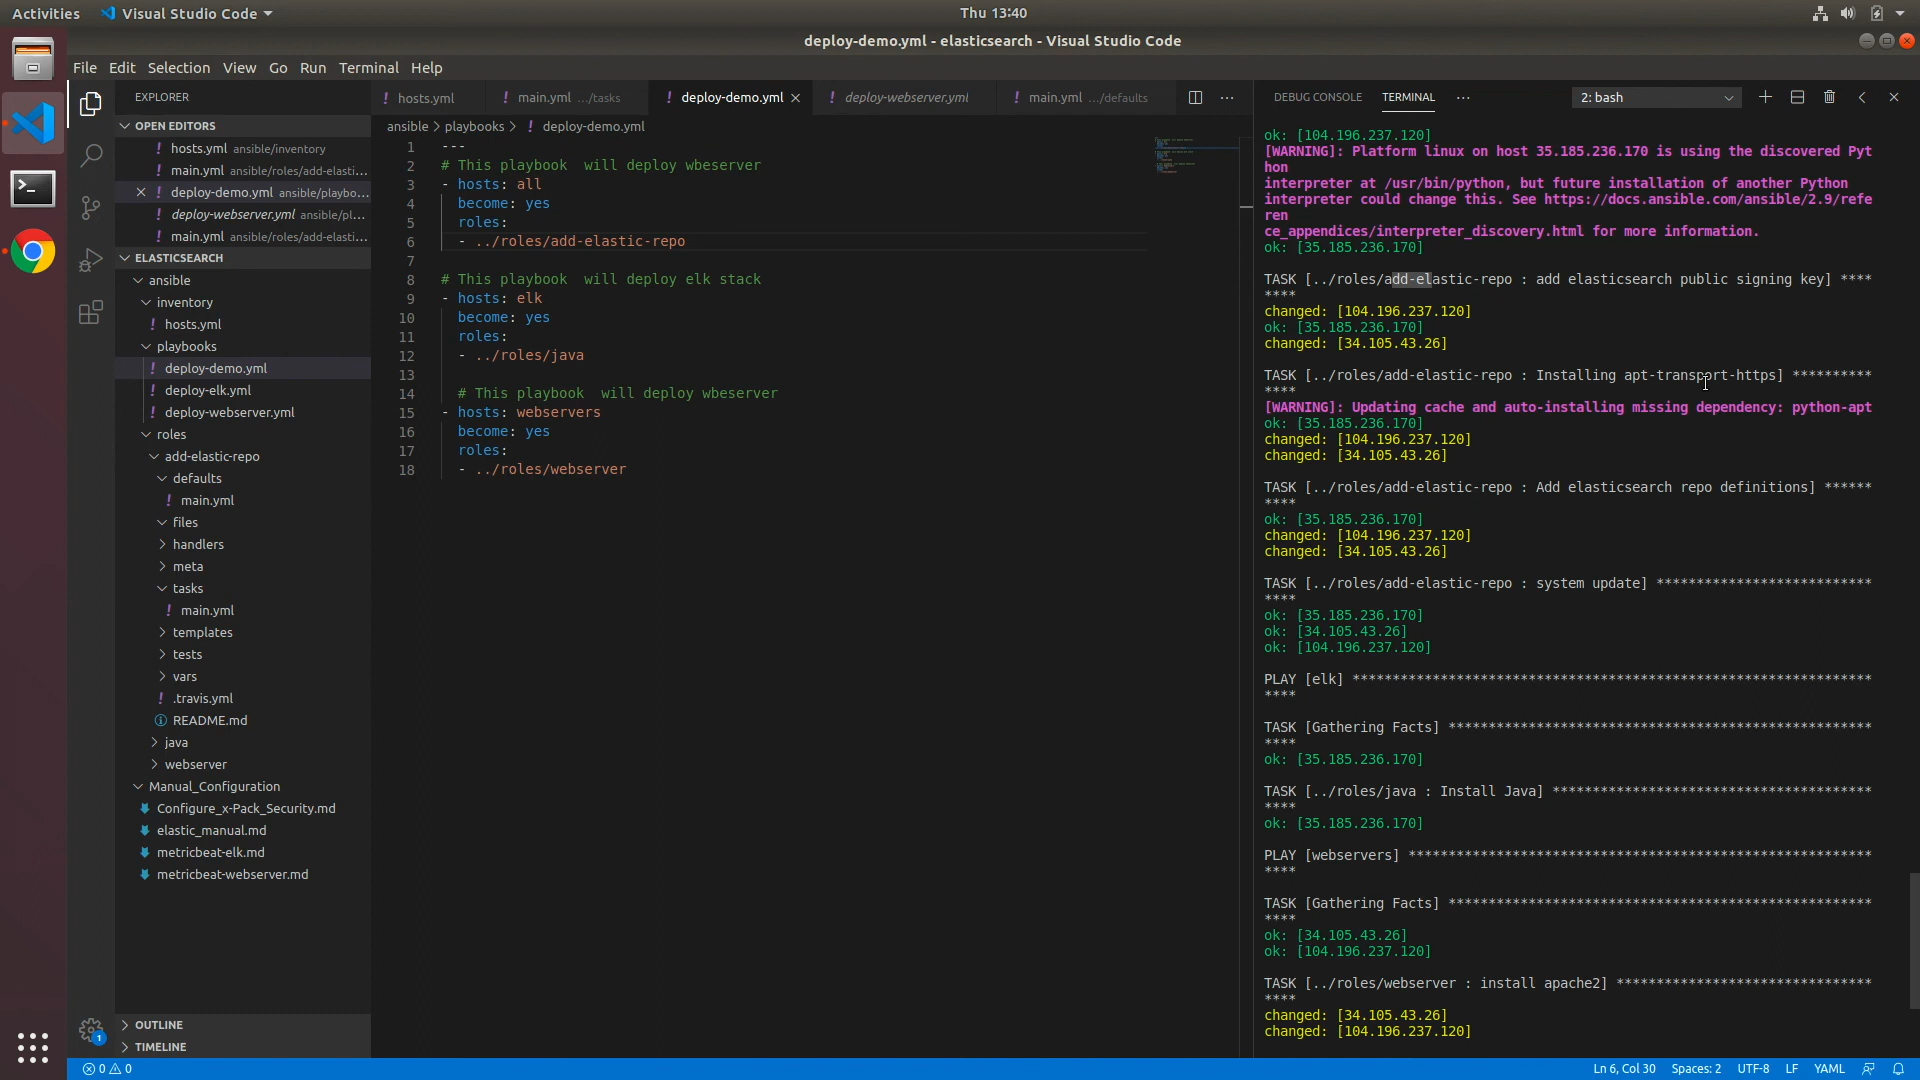 Activities
Visual Studio Code
Thu 13:40
deploy-demo.yml - elasticsearch - Visual Studio Code
File Edit Selection View Go Run Terminal Help
EXPLORER
OPEN EDITORS
hosts.yml ansible/inventory
main.yml ansible/roles/add-elasti...
deploy-demo.yml ansible/playbo...
deploy-webserver.yml ansible/pl...
main.yml ansible/roles/add-elasti...
ELASTICSEARCH
ansible
inventory
hosts.yml
playbooks
deploy-demo.yml
deploy-elk.yml
deploy-webserver.yml
roles
add-elastic-repo
defaults
main.yml
files
handlers
meta
tasks
main.yml
templates
tests
vars
.travis.yml
README.md
java
webserver
Manual_Configuration
Configure_x-Pack_Security.md
elastic_manual.md
metricbeat-elk.md
metricbeat-webserver.md
OUTLINE
TIMELINE
hosts.yml
main.yml .../tasks
deploy-demo.yml
deploy-webserver.yml
main.yml .../defaults
ansible > playbooks > ! deploy-demo.yml
1 ---
2 # This playbook  will deploy wbeserver
3 - hosts: all
4   become: yes
5   roles:
6   - ../roles/add-elastic-repo
7
8 # This playbook  will deploy elk stack
9 - hosts: elk
10   become: yes
11   roles:
12   - ../roles/java
13
14   # This playbook  will deploy wbeserver
15 - hosts: webservers
16   become: yes
17   roles:
18   - ../roles/webserver
DEBUG CONSOLE TERMINAL ... 2: bash
ok: [104.196.237.120]
[WARNING]: Platform linux on host 35.185.236.170 is using the discovered Pyt
hon
interpreter at /usr/bin/python, but future installation of another Python
interpreter could change this. See https://docs.ansible.com/ansible/2.9/refe
ren
ce_appendices/interpreter_discovery.html for more information.
ok: [35.185.236.170]
TASK [../roles/add-elastic-repo : add elasticsearch public signing key] ****
****
changed: [104.196.237.120]
ok: [35.185.236.170]
changed: [34.105.43.26]
TASK [../roles/add-elastic-repo : Installing apt-transport-https] **********
****
[WARNING]: Updating cache and auto-installing missing dependency: python-apt
ok: [35.185.236.170]
changed: [104.196.237.120]
changed: [34.105.43.26]
TASK [../roles/add-elastic-repo : Add elasticsearch repo definitions] ******
****
ok: [35.185.236.170]
changed: [104.196.237.120]
changed: [34.105.43.26]
TASK [../roles/add-elastic-repo : system update] ***************************
****
ok: [35.185.236.170]
ok: [34.105.43.26]
ok: [104.196.237.120]
PLAY [elk] *****************************************************************
****
TASK [Gathering Facts] *****************************************************
****
ok: [35.185.236.170]
TASK [../roles/java : Install Java] ****************************************
****
ok: [35.185.236.170]
PLAY [webservers] **********************************************************
****
TASK [Gathering Facts] *****************************************************
****
ok: [34.105.43.26]
ok: [104.196.237.120]
TASK [../roles/webserver : install apache2] ********************************
****
changed: [34.105.43.26]
changed: [104.196.237.120]
0 0
Ln 6, Col 30 Spaces: 2 UTF-8 LF YAML
1